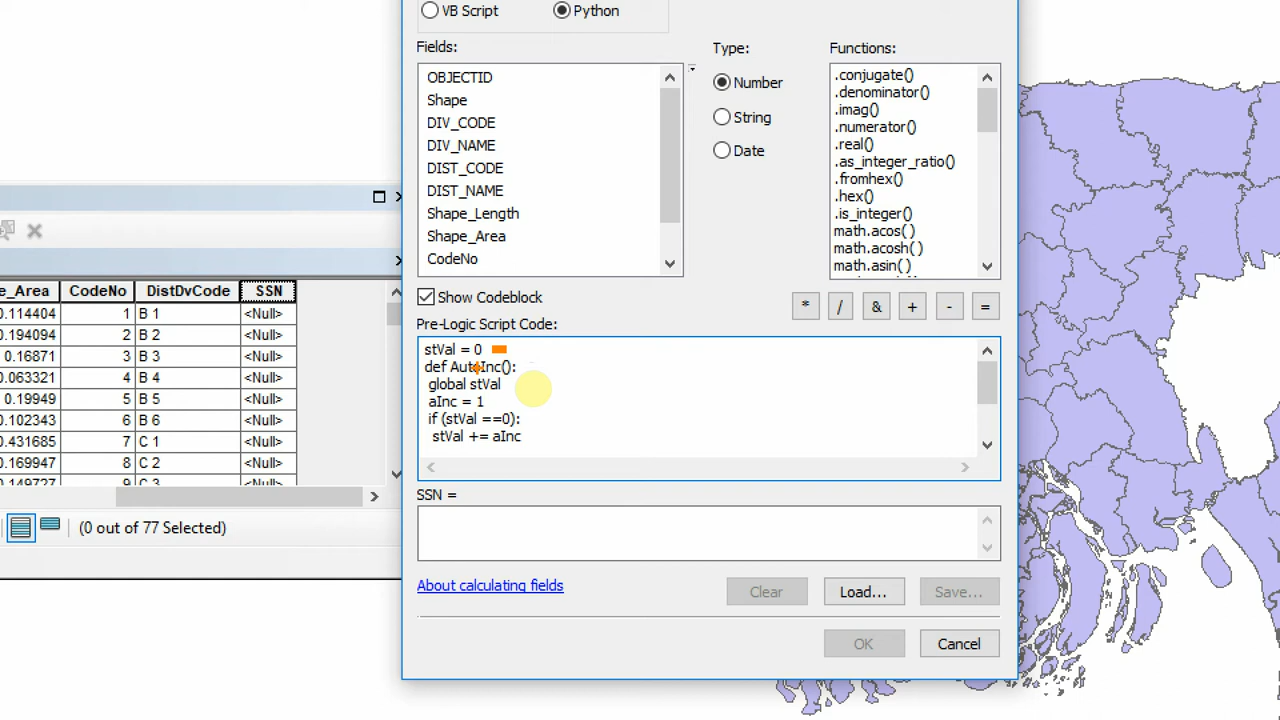 VB Script
Python
Fields:
Type:
Functions:
OBJECTID
Shape
DIV_CODE
DIV_NAME
DIST_CODE
DIST_NAME
Shape_Length
Shape_Area
CodeNo
Number
String
Date
.conjugate()
.denominator()
.imag()
.numerator()
.real()
.as_integer_ratio()
.fromhex()
.hex()
.is_integer()
math.acos( )
math.acosh( )
math.asin( )
Show Codeblock
* / & + - =
Pre-Logic Script Code:
stVal = 0
def AutoInc():
global stVal
aInc = 1
if (stVal ==0):
stVal += aInc
SSN =
About calculating fields
Clear
Load...
Save...
OK
Cancel
e_Area CodeNo DistDvCode SSN
0.114404 1 B 1 <Null>
0.194094 2 B 2 <Null>
0.16871 3 B 3 <Null>
0.063321 4 B 4 <Null>
0.19949 5 B 5 <Null>
0.102343 6 B 6 <Null>
0.431685 7 C 1 <Null>
0.169947 8 C 2 <Null>
0.149727 9 C 3 <Null>
(0 out of 77 Selected)